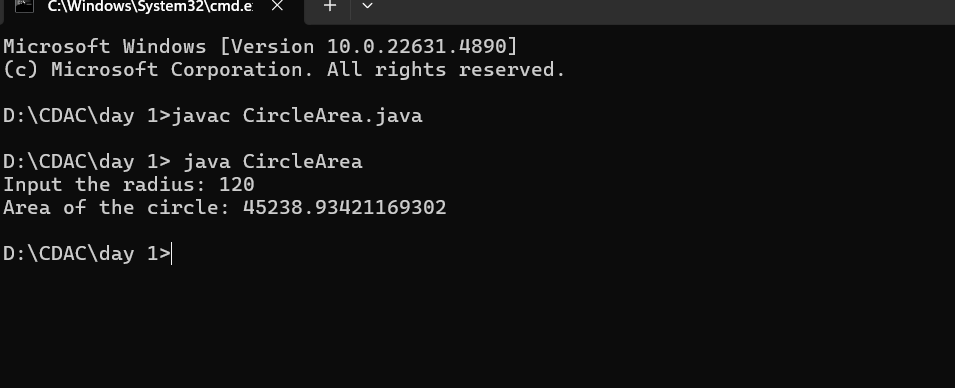 C:\Windows\System32\cmd.e
Microsoft Windows [Version 10.0.22631.4890]
(c) Microsoft Corporation. All rights reserved.
D:\CDAC\day 1>javac CircleArea.java
D:\CDAC\day 1> java CircleArea
Input the radius: 120
Area of the circle: 45238.93421169302
D:\CDAC\day 1>